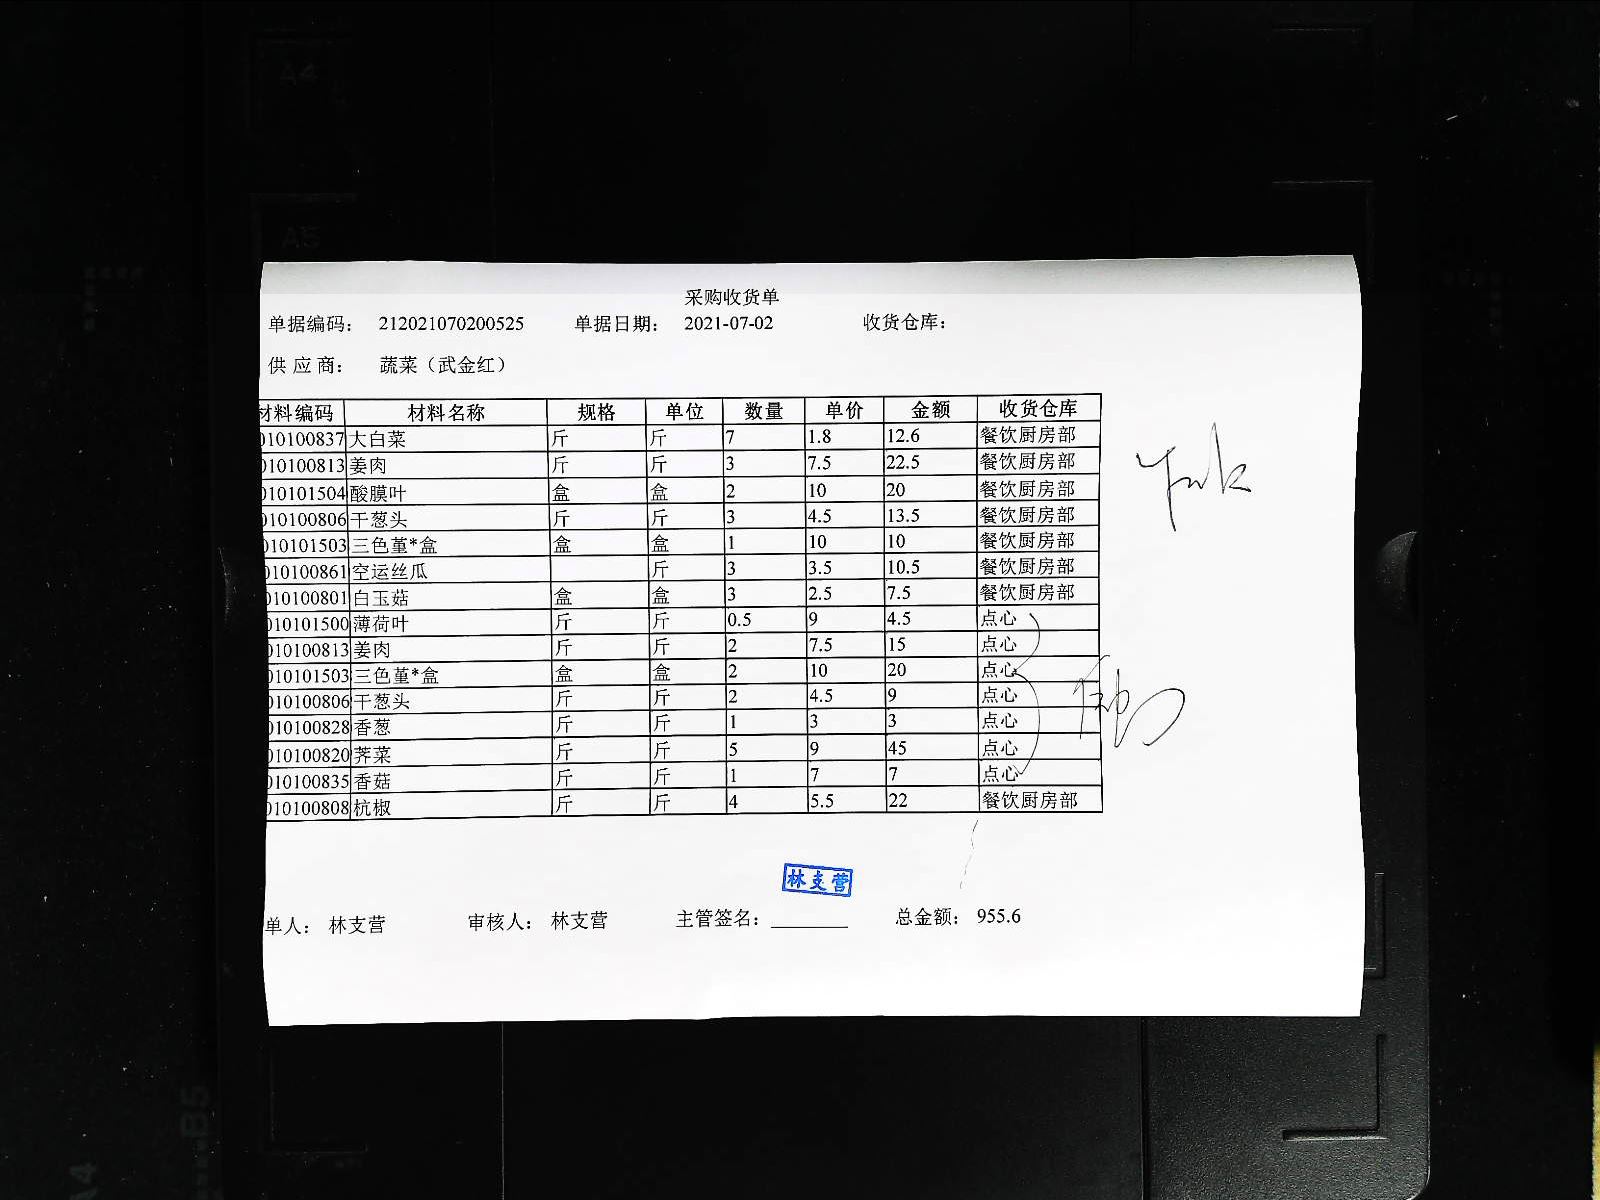 A4
A5
采购收货单
单据编码： 212021070200525 单据日期： 2021-07-02 收货仓库：
供应商： 蔬菜（武金红）
材料编码 材料名称 规格 单位 数量 单价 金额 收货仓库
010100837 大白菜 斤 斤 7 1.8 12.6 餐饮厨房部
010100813 姜肉 斤 斤 3 7.5 22.5 餐饮厨房部
010101504 酸膜叶 盒 盒 2 10 20 餐饮厨房部
010100806 干葱头 斤 斤 3 4.5 13.5 餐饮厨房部
010101503 三色堇*盒 盒 盒 1 10 10 餐饮厨房部
010100861 空运丝瓜 斤 3 3.5 10.5 餐饮厨房部
010100801 白玉菇 盒 盒 3 2.5 7.5 餐饮厨房部
010101500 薄荷叶 斤 斤 0.5 9 4.5 点心
010100813 姜肉 斤 斤 2 7.5 15 点心
010101503 三色堇*盒 盒 盒 2 10 20 点心
010100806 干葱头 斤 斤 2 4.5 9 点心
010100828 香葱 斤 斤 1 3 3 点心
010100820 荠菜 斤 斤 5 9 45 点心
010100835 香菇 斤 斤 1 7 7 点心
010100808 杭椒 斤 斤 4 5.5 22 餐饮厨房部
林支营
单人： 林支营 审核人： 林支营 主管签名： 总金额： 955.6
B5
A4